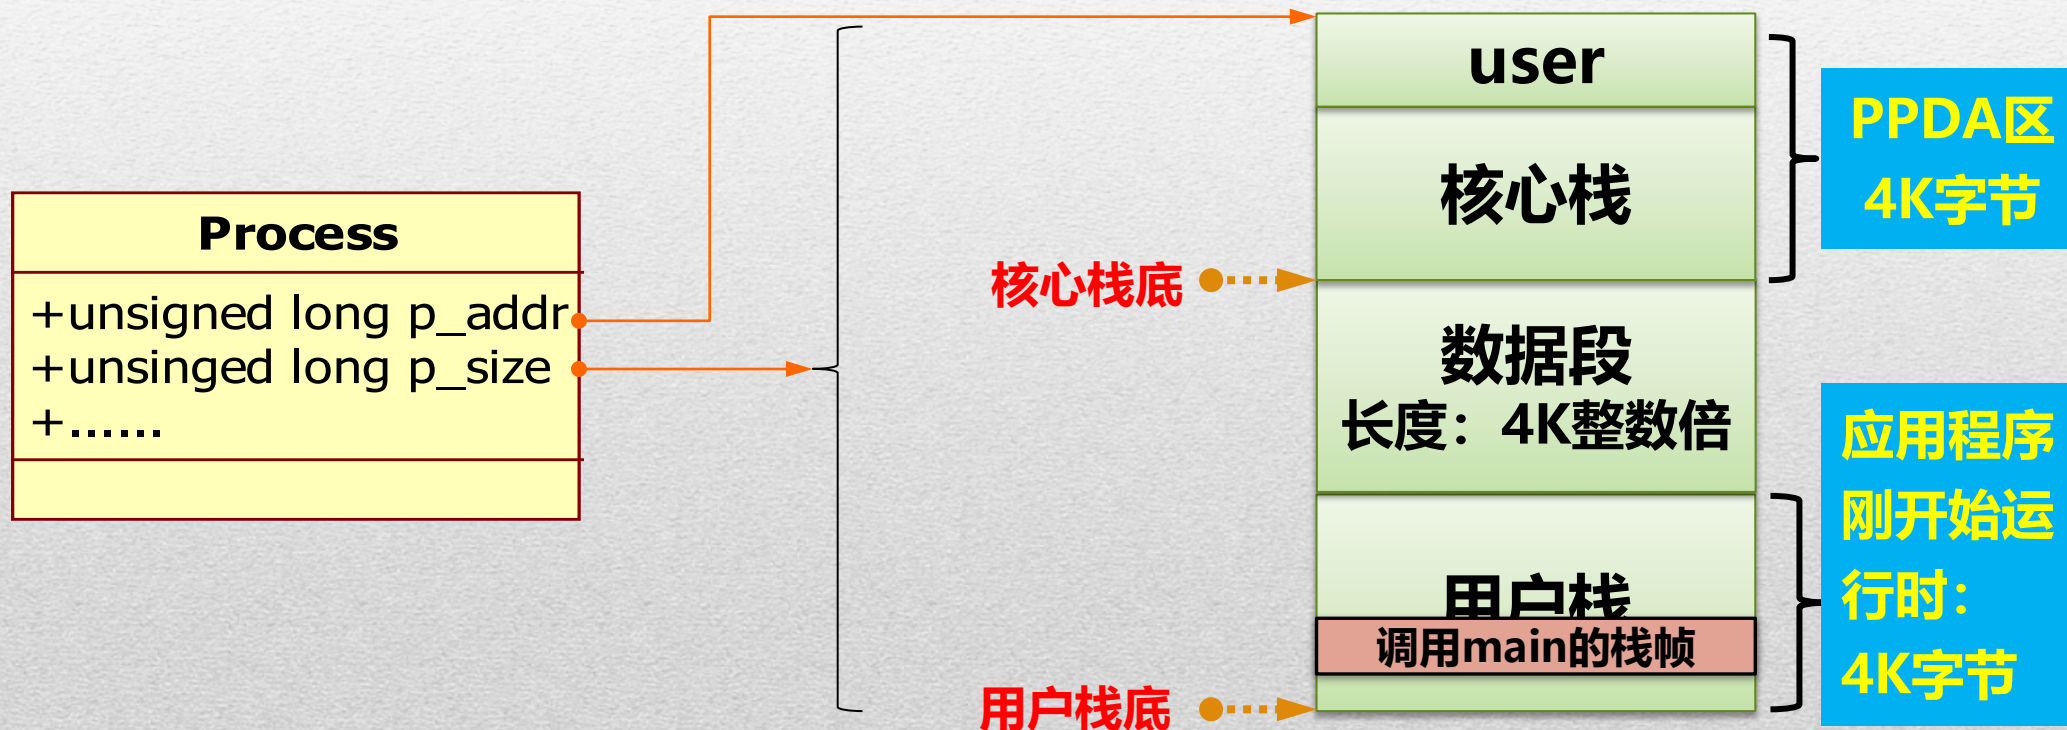 Process
+unsigned long p_addr
+unsinged long p_size
+......
user
核心栈
核心栈底
数据段
长度：4K整数倍
用户栈
调用main的栈帧
用户栈底
PPDA区
4K字节
应用程序
刚开始运
行时：
4K字节